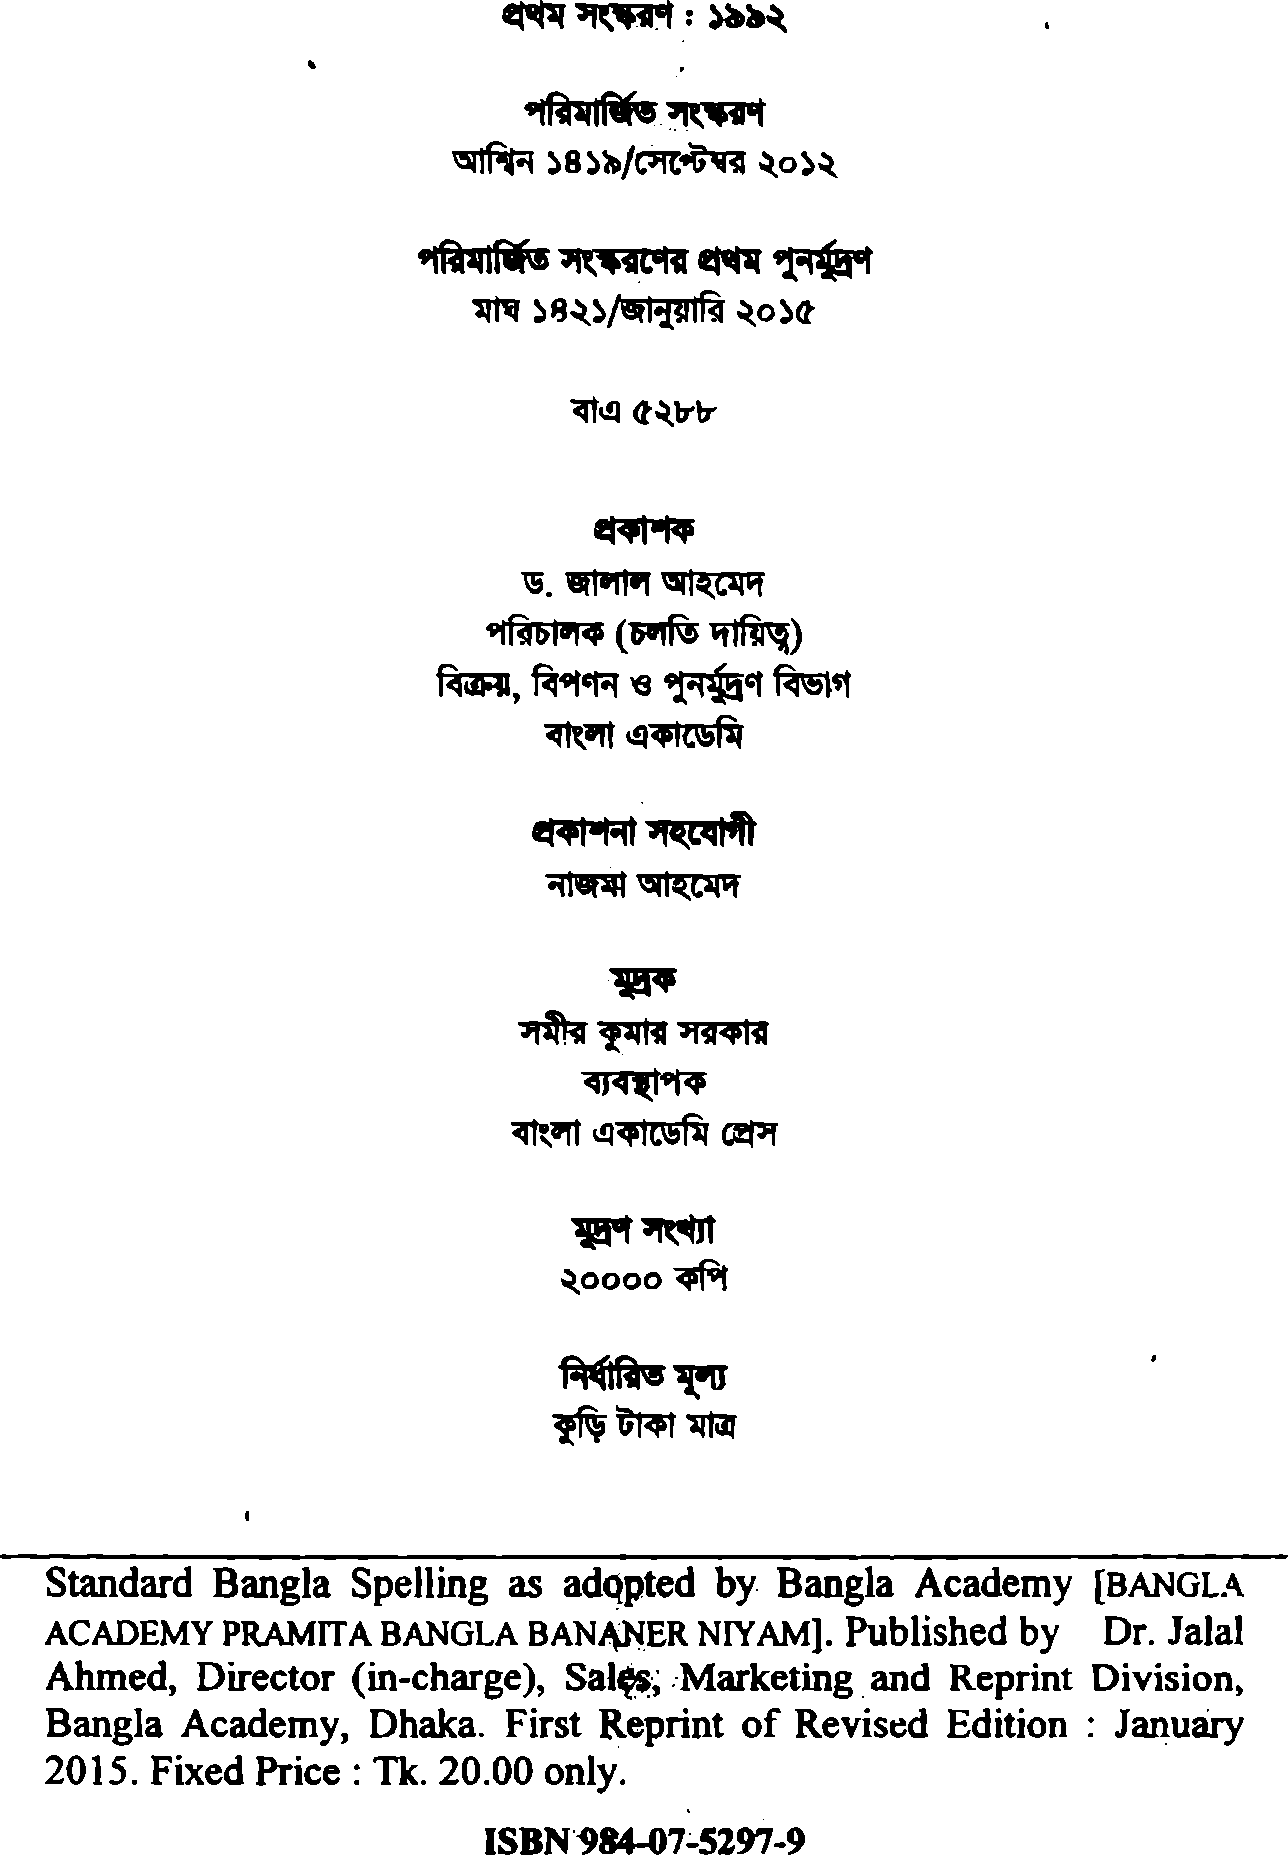 প্রথম সংস্করণ : ১৯৯২
পরিমার্জিত সংস্করণ
আশ্বিন ১৪১৯/সেপ্টেম্বর ২০১২
পরিমার্জিত সংস্করণের প্রথম পুনর্মুদ্রণ
মাঘ ১৪২১/জানুয়ারি ২০১৫
বাএ ৫২৮৮
প্রকাশক
ড. জালাল আহমেদ
পরিচালক (চলতি দায়িত্ব)
বিক্রয়, বিপণন ও পুনর্মুদ্রণ বিভাগ
বাংলা একাডেমি
প্রকাশনা সহযোগী
নাজমা আহমেদ
মুদ্রক
সমীর কুমার সরকার
ব্যবস্থাপক
বাংলা একাডেমি প্রেস
মুদ্রণ সংখ্যা
২০০০০ কপি
নির্ধারিত মূল্য
কুড়ি টাকা মাত্র
Standard Bangla Spelling as adopted by Bangla Academy [BANGLA
ACADEMY PRAMITA BANGLA BANANER NIYAM]. Published by Dr. Jalal
Ahmed, Director (in-charge), Sales, Marketing and Reprint Division,
Bangla Academy, Dhaka. First Reprint of Revised Edition : January
2015. Fixed Price : Tk. 20.00 only.
ISBN 984-07-5297-9